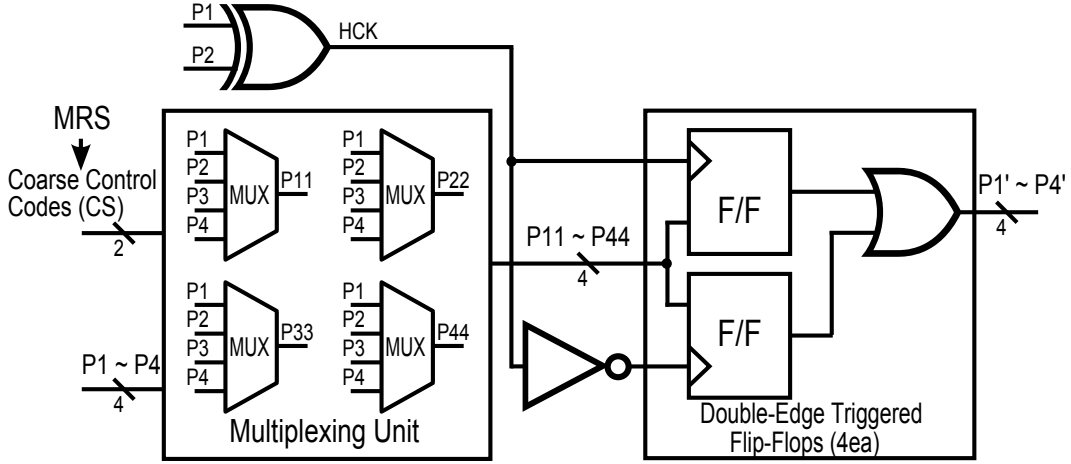 P1
P2
HCK
MRS
Coarse Control
Codes (CS)
2
P1 ~ P4
4
P1
P2
P3
P4
MUX
P11
P1
P2
P3
P4
MUX
P22
P1
P2
P3
P4
MUX
P33
P1
P2
P3
P4
MUX
P44
Multiplexing Unit
P11 ~ P44
4
F/F
F/F
Double-Edge Triggered
Flip-Flops (4ea)
P1' ~ P4'
4